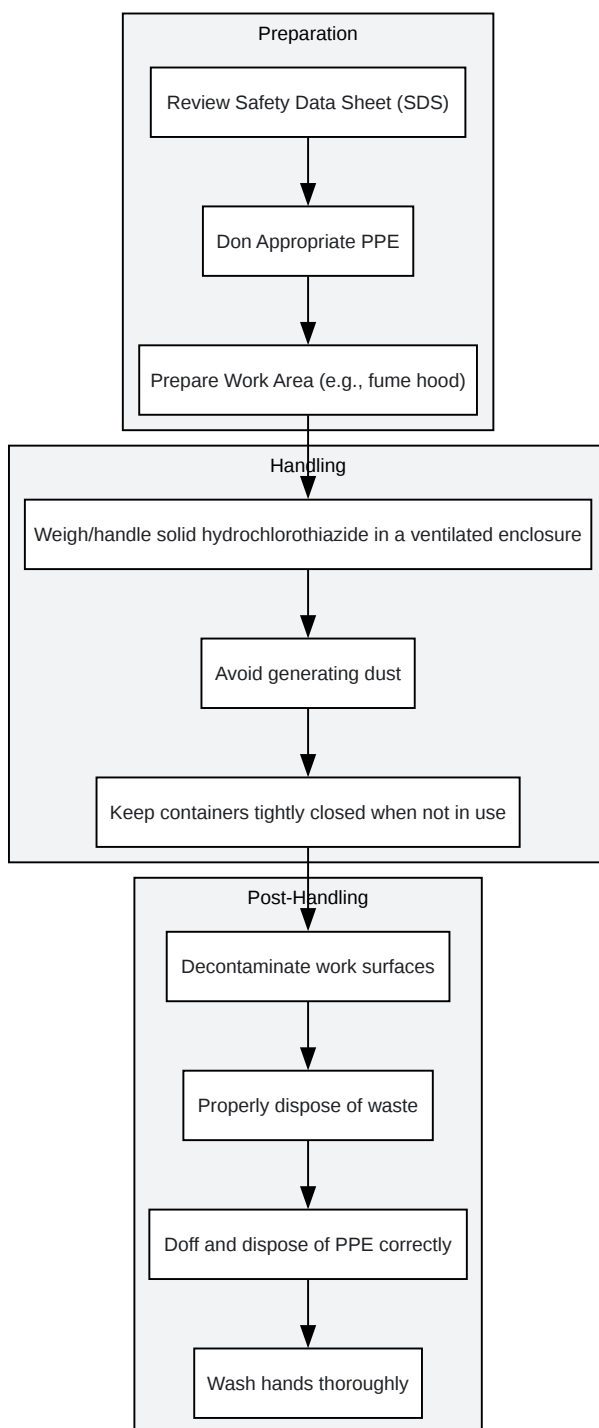 Preparation
Review Safety Data Sheet (SDS)
Don Appropriate PPE
Prepare Work Area (e.g., fume hood)
Handling
Weigh/handle solid hydrochlorothiazide in a ventilated enclosure
Avoid generating dust
Keep containers tightly closed when not in use
Post-Handling
Decontaminate work surfaces
Properly dispose of waste
Doff and dispose of PPE correctly
Wash hands thoroughly